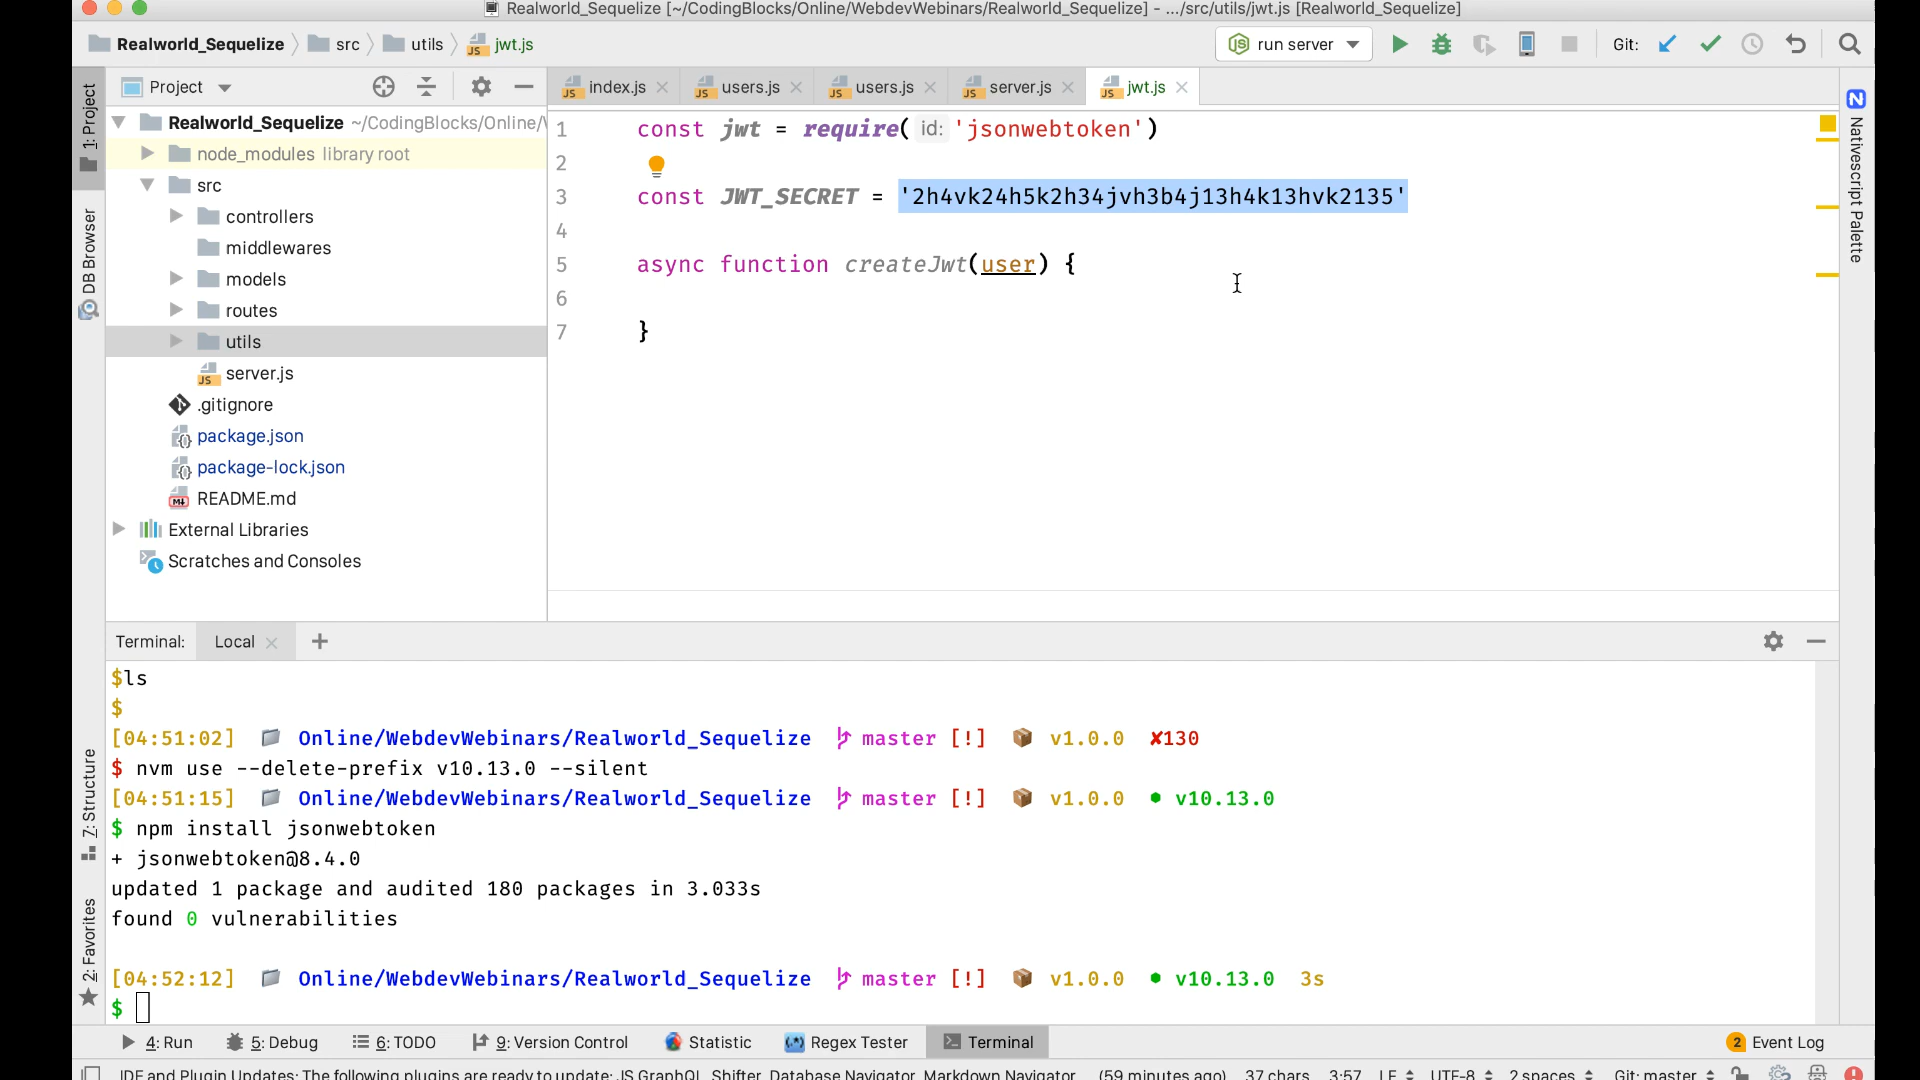 Realworld_Sequelize [~/CodingBlocks/Online/WebdevWebinars/Realworld_Sequelize] - .../src/utils/jwt.js [Realworld_Sequelize]
Realworld_Sequelize src utils jwt.js
run server
Git:
Project
index.js
users.js
users.js
server.js
jwt.js
1: Project
DB Browser
7: Structure
2: Favorites
Realworld_Sequelize ~/CodingBlocks/Online/
node_modules library root
src
controllers
middlewares
models
routes
utils
server.js
.gitignore
package.json
package-lock.json
README.md
External Libraries
Scratches and Consoles
1 const jwt = require( id: 'jsonwebtoken')
2
3 const JWT_SECRET = '2h4vk24h5k2h34jvh3b4j13h4k13hvk2135'
4
5 async function createJwt(user) {
6
7 }
Nativescript Palette
Terminal: Local
$ls
$
[04:51:02] Online/WebdevWebinars/Realworld_Sequelize master [!] v1.0.0 ✘130
$ nvm use --delete-prefix v10.13.0 --silent
[04:51:15] Online/WebdevWebinars/Realworld_Sequelize master [!] v1.0.0 v10.13.0
$ npm install jsonwebtoken
+ jsonwebtoken@8.4.0
updated 1 package and audited 180 packages in 3.033s
found 0 vulnerabilities
[04:52:12] Online/WebdevWebinars/Realworld_Sequelize master [!] v1.0.0 v10.13.0 3s
$
4: Run 5: Debug 6: TODO 9: Version Control Statistic Regex Tester Terminal 2 Event Log
IDE and Plugin Updates: The following plugins are ready to update: JS GraphQL, Shifter, Database Navigator, Markdown Navigator (59 minutes ago) 37 chars 3:57 LF UTF-8 2 spaces Git: master